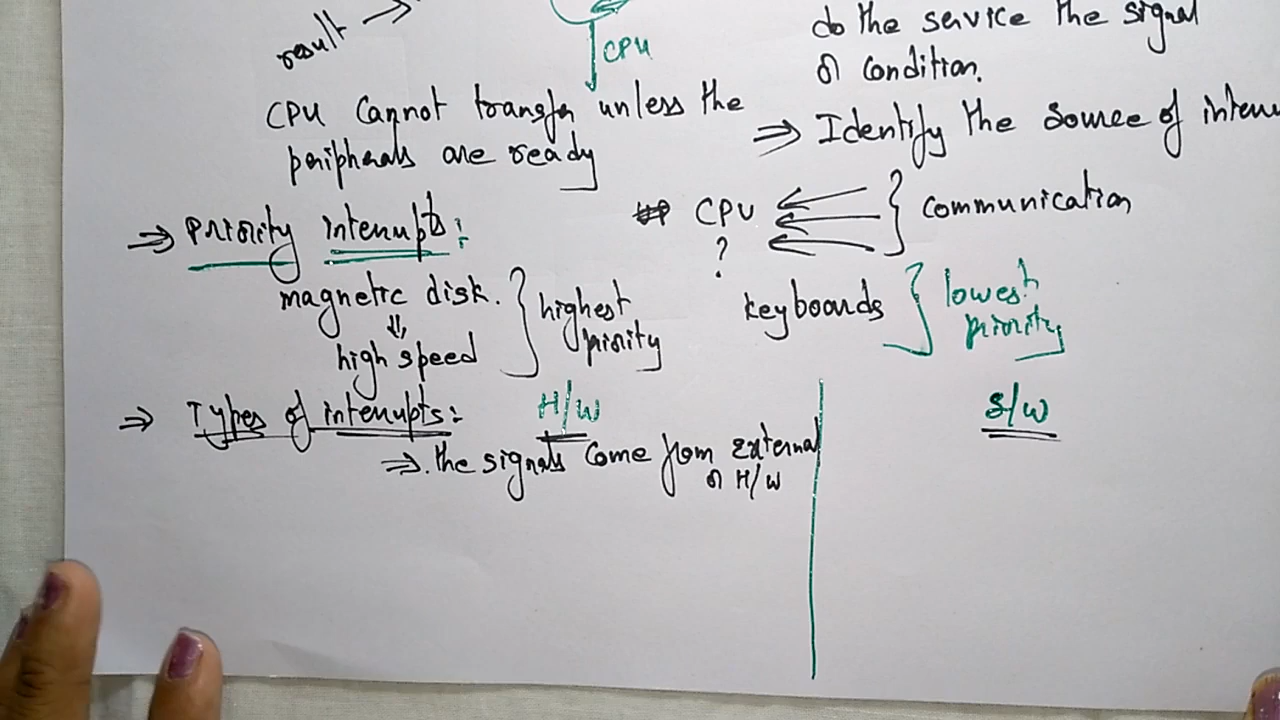 result →
CPU
CPU cannot transfer unless the
peripherals are ready
do the service the signal
or condition.
⇒ Identify the source of
⇒ Priority interrupts:
magnetic disk.
⇓
high speed
highest
priority
CPU
?
communication
keyboards
lowest
priority
⇒ Types of interrupts:
H/W
⇒ the signals come from external
or H/W
S/W